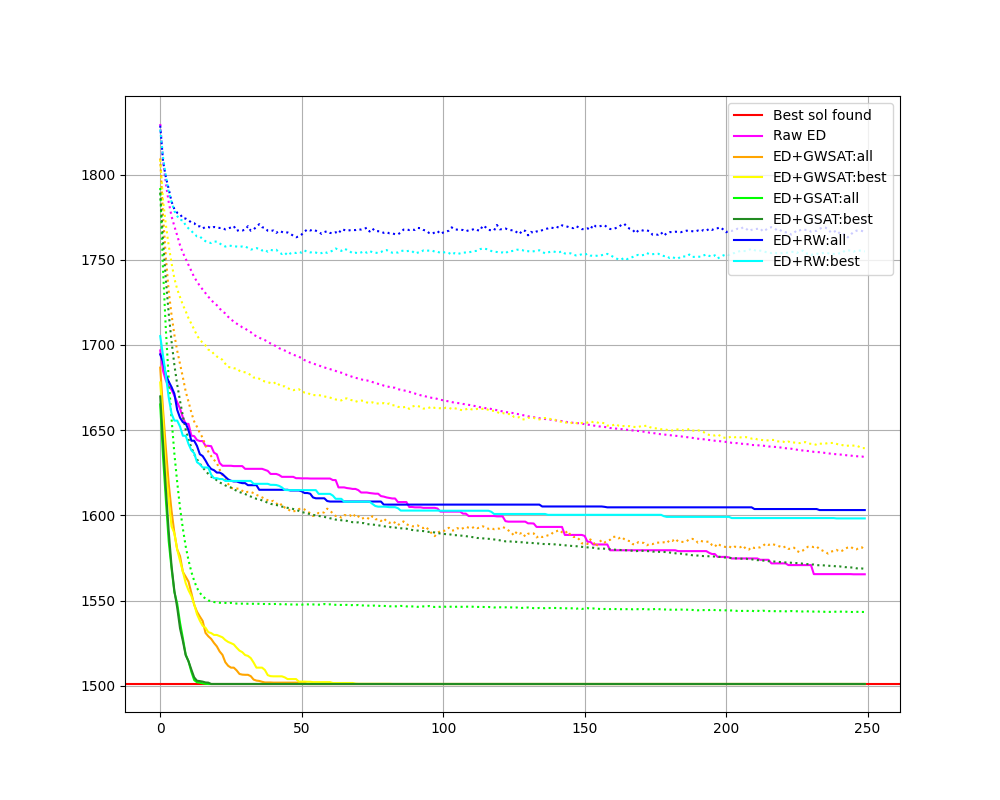 Best sol found
Raw ED
ED+GWSAT:all
ED+GWSAT:best
ED+GSAT:all
ED+GSAT:best
ED+RW:all
ED+RW:best
1800
1750
1700
1650
1600
1550
1500
0 50 100 150 200 250